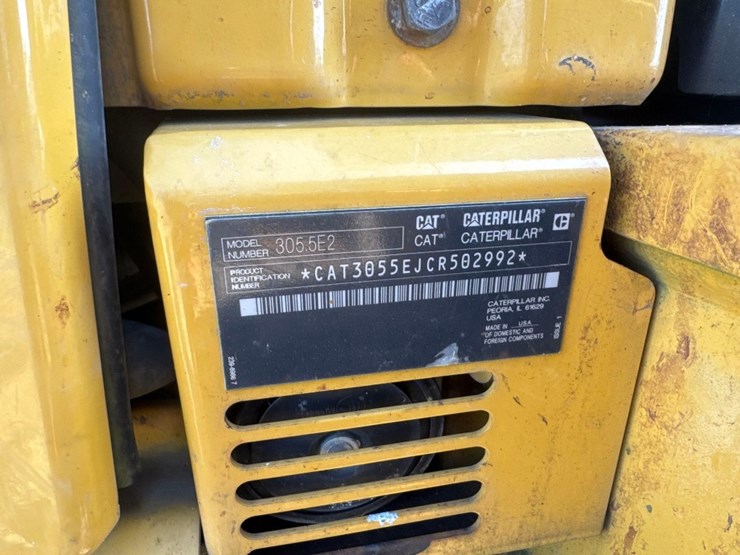 CAT® CATERPILLAR® C
MODEL NUMBER 305.5E2
CAT® CATERPILLAR®
PRODUCT IDENTIFICATION NUMBER *CAT3055EJCR502992*
CATERPILLAR INC.
PEORIA, IL 61629
USA
MADE IN USA
OF DOMESTIC AND
FOREIGN COMPONENTS
ISSUE 1